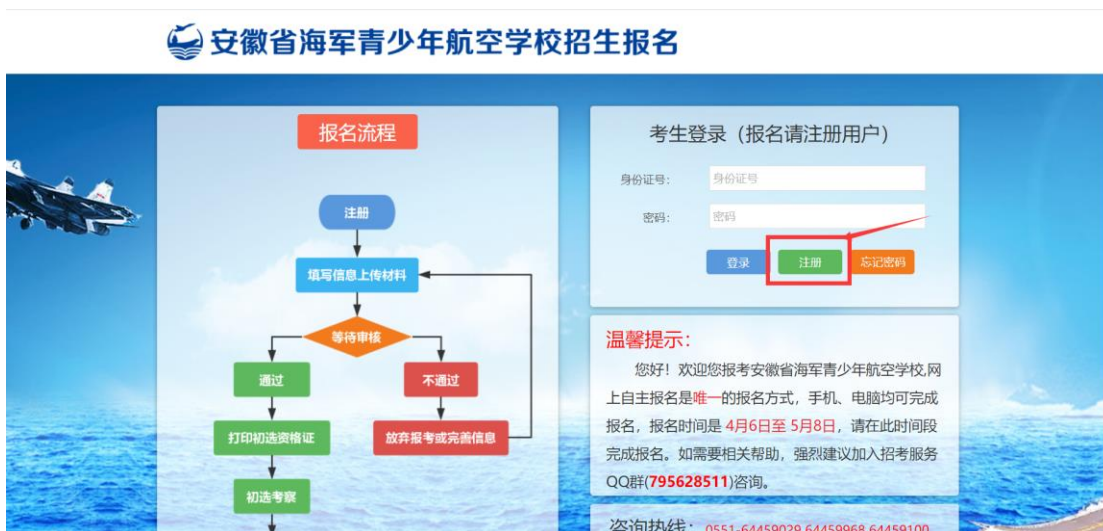 安徽省海军青少年航空学校招生报名
报名流程
注册
填写信息上传材料
等待审核
通过
不通过
打印初选资格证
放弃报考或完善信息
初选考察
考生登录（报名请注册用户）
身份证号：
身份证号
密码：
密码
登录
注册
忘记密码
温馨提示：
您好！欢迎您报考安徽省海军青少年航空学校,网
上自主报名是唯一的报名方式，手机、电脑均可完成
报名，报名时间是 4月6日至 5月8日，请在此时间段
完成报名。如需要相关帮助，强烈建议加入招考服务
QQ群(795628511)咨询。
咨询热线：0551-64459029 64459968 64459100